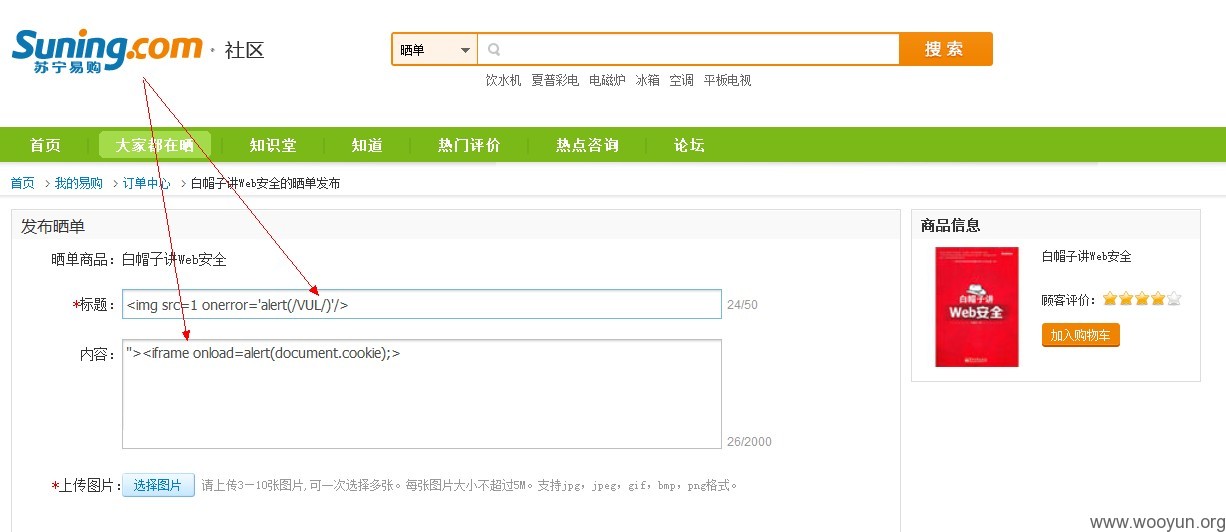 Suning.com · 社区
苏宁易购
晒单
搜 索
饮水机 夏普彩电 电磁炉 冰箱 空调 平板电视
首页 大家都在晒 知识堂 知道 热门评价 热点咨询 论坛
首页 > 我的易购 > 订单中心 > 白帽子讲Web安全的晒单发布
发布晒单
晒单商品：白帽子讲Web安全
*标题：<img src=1 onerror='alert(/VUL/)'/> 24/50
内容："><iframe onload=alert(document.cookie);>
26/2000
*上传图片：选择图片 请上传3—10张图片,可一次选择多张。每张图片大小不超过5M。支持jpg，jpeg，gif，bmp，png格式。
商品信息
白帽子讲
Web安全
白帽子讲Web安全
顾客评价：
加入购物车
www.wooyun.org